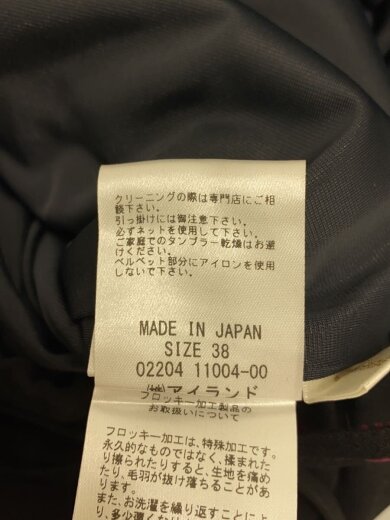 クリーニングの際は専門店にご相
談下さい。
引っ掛けには御注意下さい。
必ずネットを使用して下さい。
ご家庭でのタンブラー乾燥はお避
け下さい。
ベルベット部分にアイロンを使用
しないで下さい。
MADE IN JAPAN
SIZE 38
02204 11004-00
㈱アイランド
フロッキー加工製品の
お取扱いについて
フロッキー加工は、特殊加工です。
永久的なものではなく、揉まれた
り擦られたりすると、生地を痛め
たり、毛羽が抜け落ちることがあ
ります。
また、お洗濯を繰り返すことによ